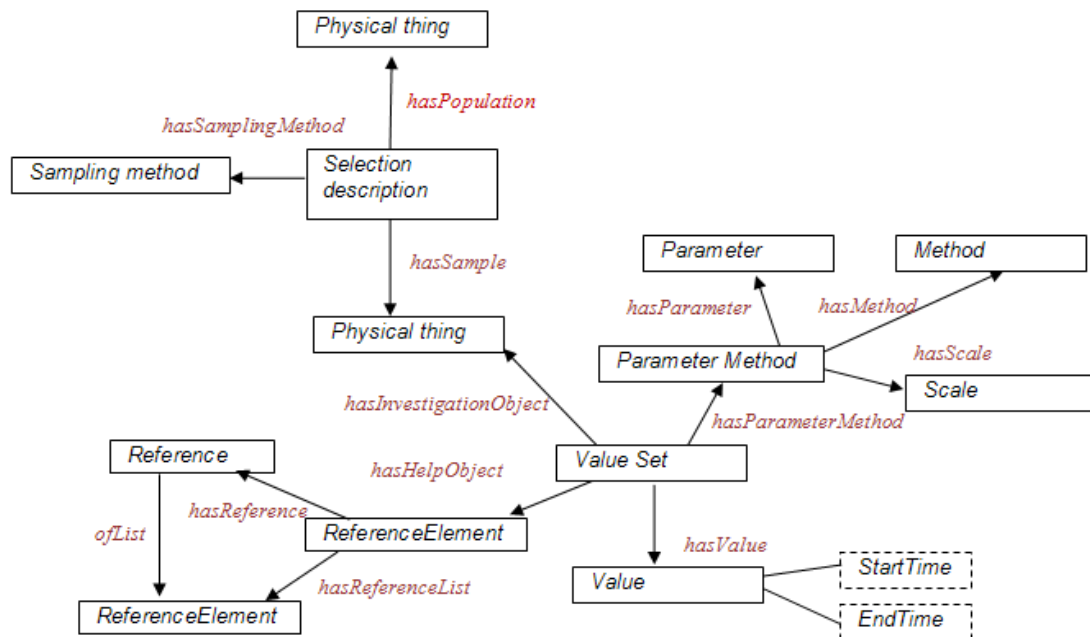 Physical thing
hasPopulation
hasSamplingMethod
Sampling method
Selection
description
hasSample
Parameter
Method
hasParameter
hasMethod
Physical thing
Parameter Method
hasScale
Scale
hasInvestigationObject
hasParameterMethod
Reference
hasHelpObject
Value Set
hasReference
ofList
ReferenceElement
hasValue
StartTime
hasReferenceList
Value
ReferenceElement
EndTime